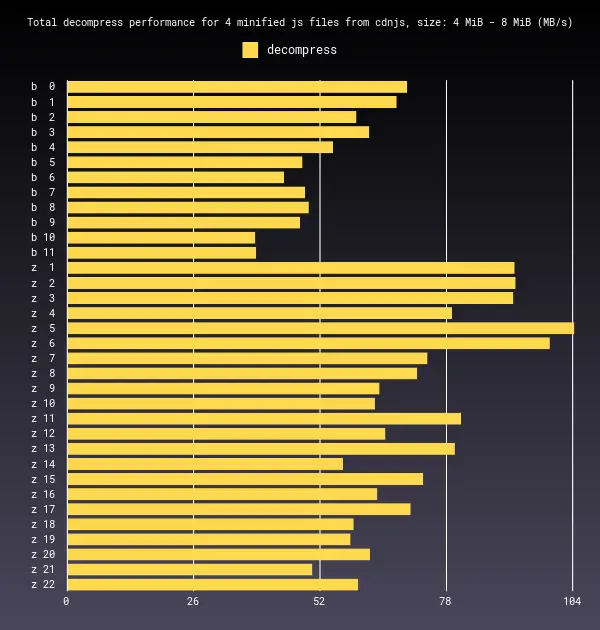 Total decompress performance for 4 minified js files from cdnjs, size: 4 MiB - 8 MiB (MB/s)
decompress
b 0
b 1
b 2
b 3
b 4
b 5
b 6
b 7
b 8
b 9
b 10
b 11
z 1
z 2
z 3
z 4
z 5
z 6
z 7
z 8
z 9
z 10
z 11
z 12
z 13
z 14
z 15
z 16
z 17
z 18
z 19
z 20
z 21
z 22
0 26 52 78 104